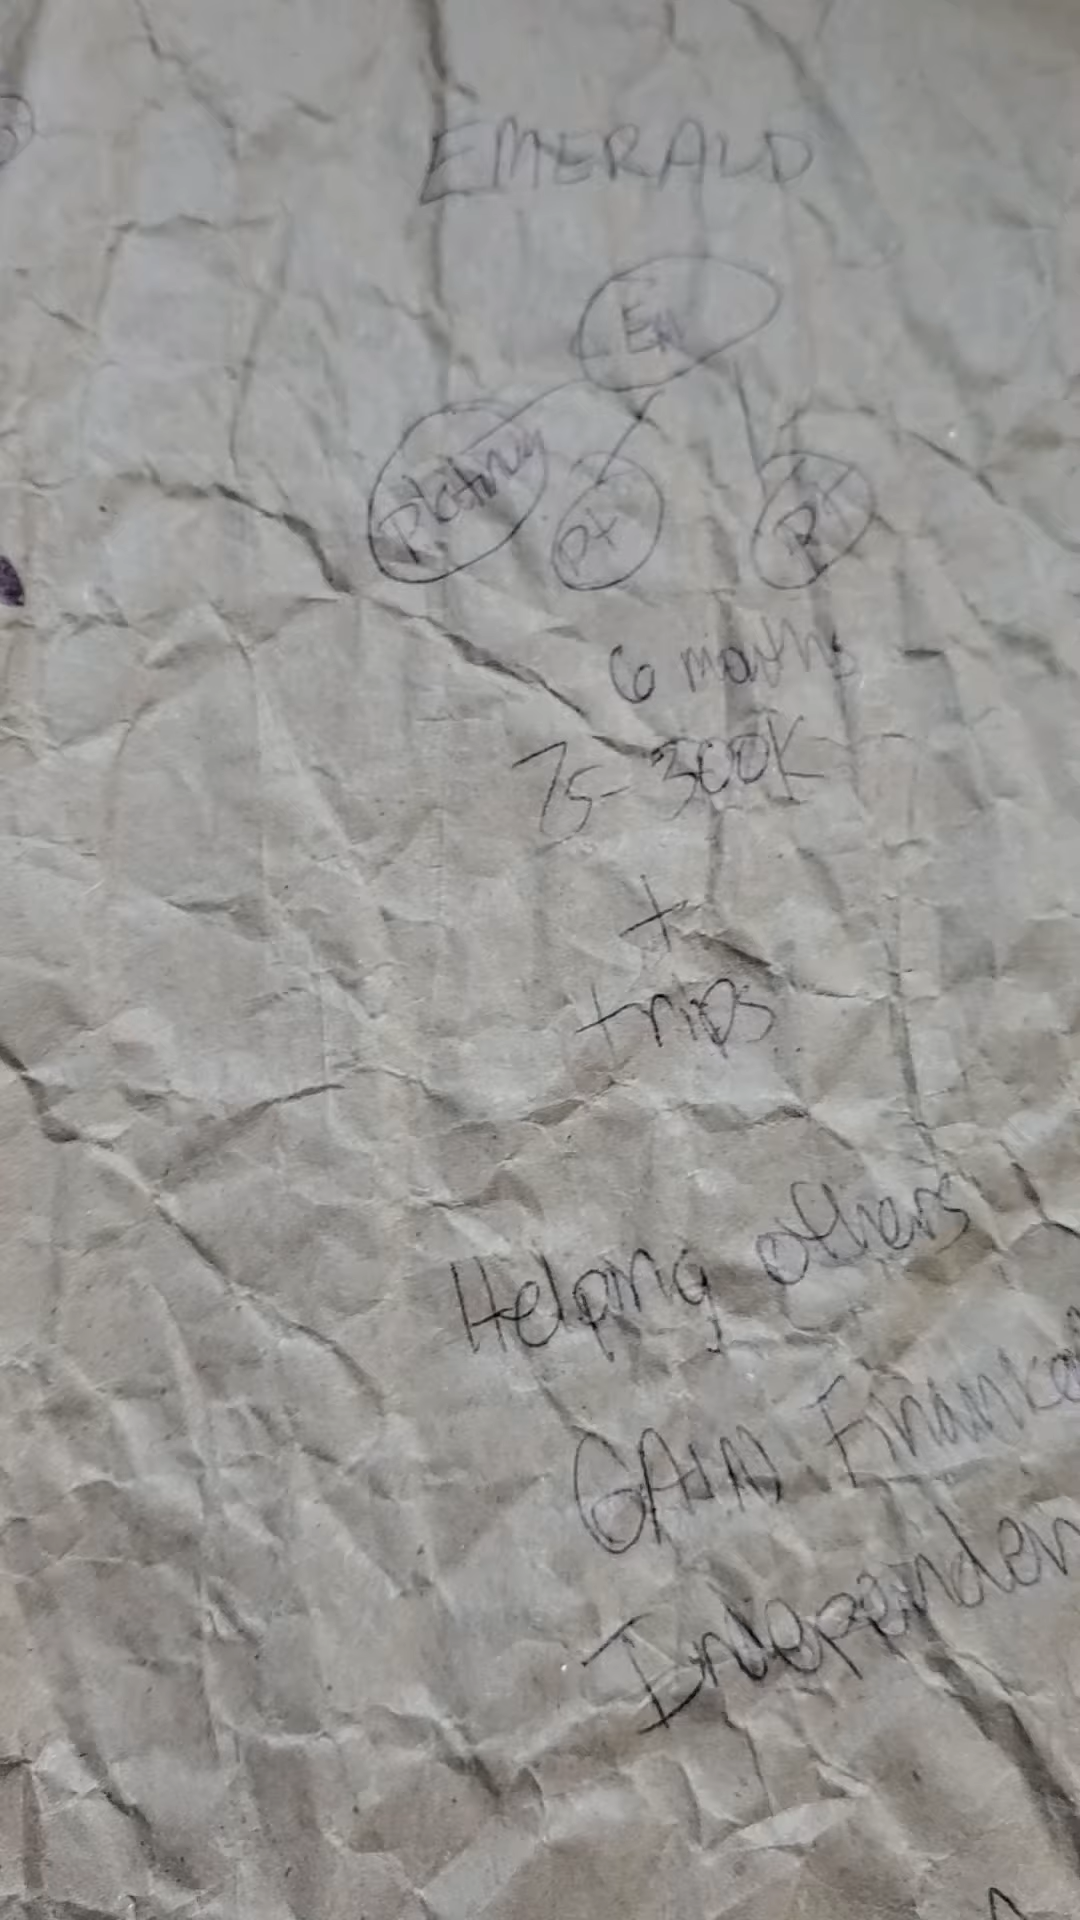 EMERALD
Em
Platinum
Pt
Pt
6 months
75-300K
+
trips
Helping others
GAIN Financial
Independen